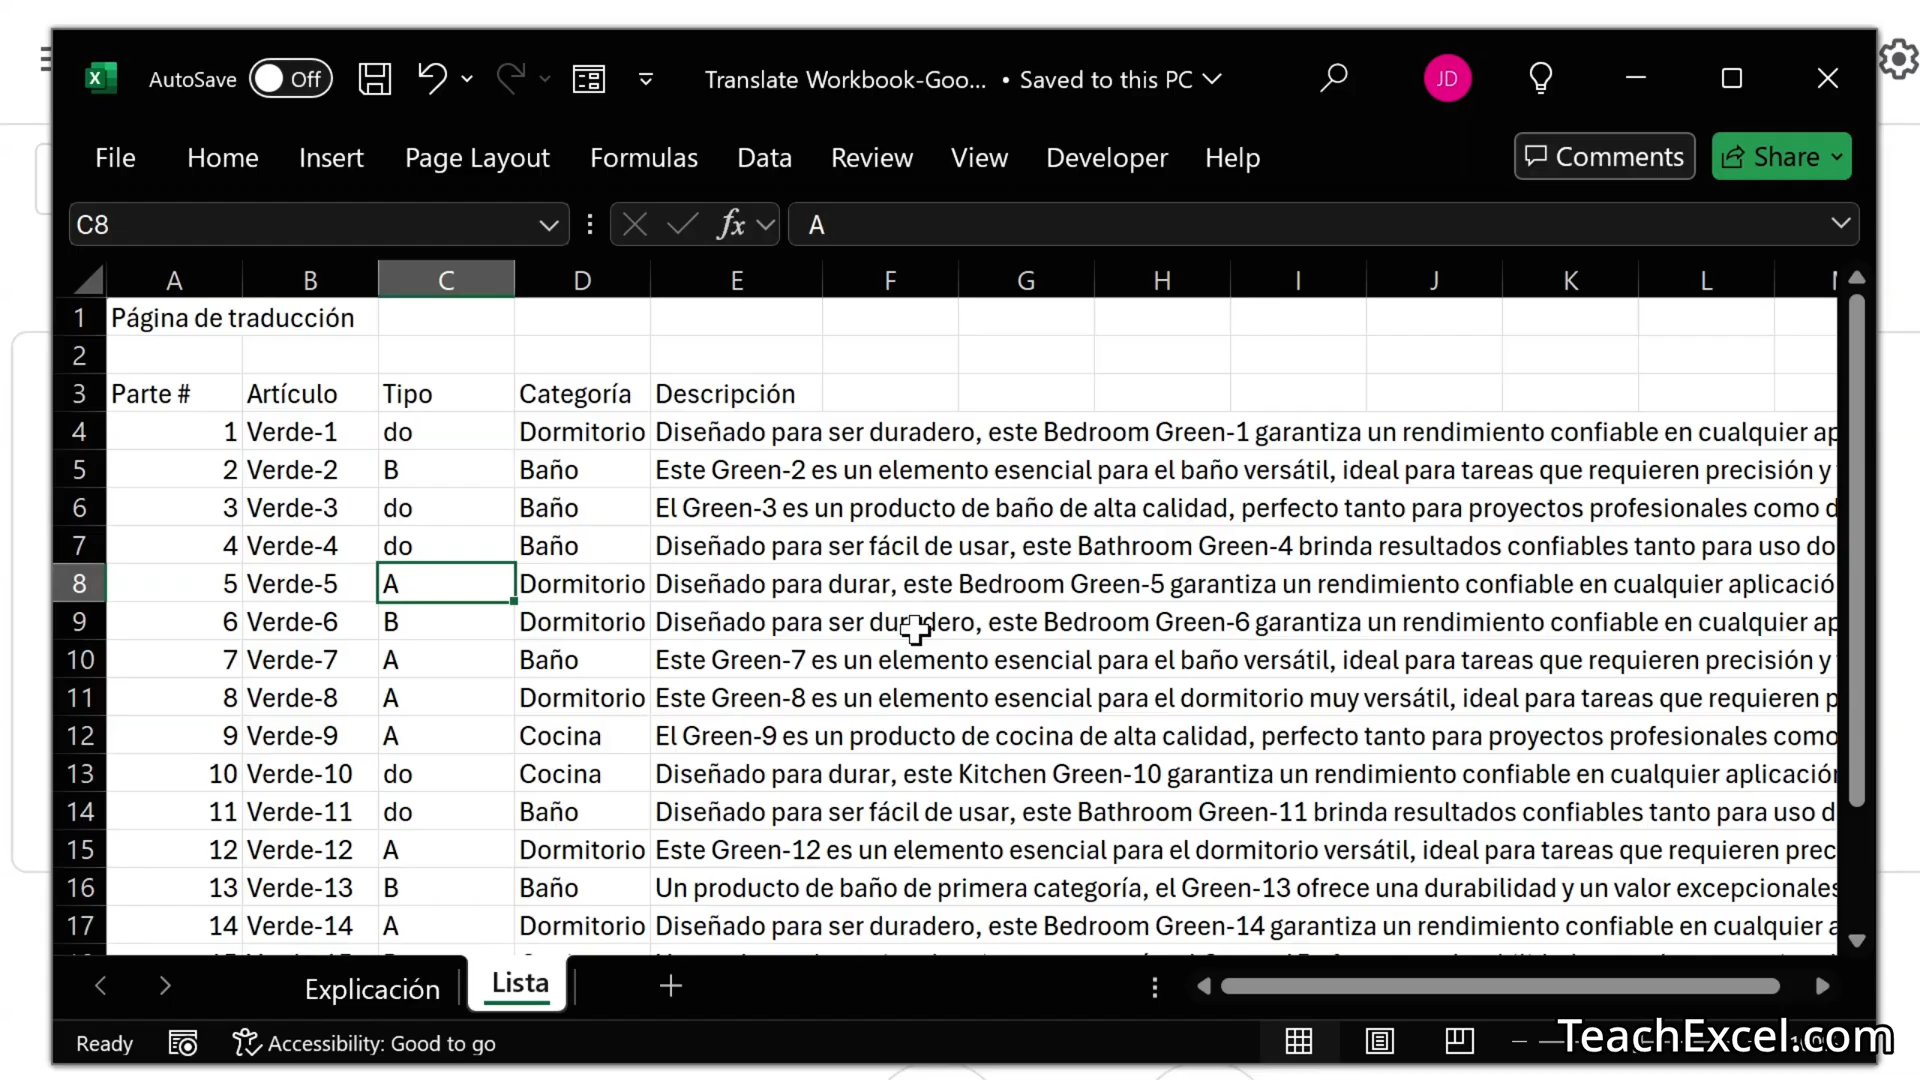 AutoSave Off Translate Workbook-Goo... • Saved to this PC JD
File Home Insert Page Layout Formulas Data Review View Developer Help Comments Share
C8 fx A
A B C D E F G H I J K L
1 Página de traducción
2
3 Parte # Artículo Tipo Categoría Descripción
4 1 Verde-1 do Dormitorio Diseñado para ser duradero, este Bedroom Green-1 garantiza un rendimiento confiable en cualquier ap
5 2 Verde-2 B Baño Este Green-2 es un elemento esencial para el baño versátil, ideal para tareas que requieren precisión y
6 3 Verde-3 do Baño El Green-3 es un producto de baño de alta calidad, perfecto tanto para proyectos profesionales como d
7 4 Verde-4 do Baño Diseñado para ser fácil de usar, este Bathroom Green-4 brinda resultados confiables tanto para uso do
8 5 Verde-5 A Dormitorio Diseñado para durar, este Bedroom Green-5 garantiza un rendimiento confiable en cualquier aplicació
9 6 Verde-6 B Dormitorio Diseñado para ser duradero, este Bedroom Green-6 garantiza un rendimiento confiable en cualquier ap
10 7 Verde-7 A Baño Este Green-7 es un elemento esencial para el baño versátil, ideal para tareas que requieren precisión y
11 8 Verde-8 A Dormitorio Este Green-8 es un elemento esencial para el dormitorio muy versátil, ideal para tareas que requieren p
12 9 Verde-9 A Cocina El Green-9 es un producto de cocina de alta calidad, perfecto tanto para proyectos profesionales como
13 10 Verde-10 do Cocina Diseñado para durar, este Kitchen Green-10 garantiza un rendimiento confiable en cualquier aplicación
14 11 Verde-11 do Baño Diseñado para ser fácil de usar, este Bathroom Green-11 brinda resultados confiables tanto para uso d
15 12 Verde-12 A Dormitorio Este Green-12 es un elemento esencial para el dormitorio versátil, ideal para tareas que requieren prec
16 13 Verde-13 B Baño Un producto de baño de primera categoría, el Green-13 ofrece una durabilidad y un valor excepcionales
17 14 Verde-14 A Dormitorio Diseñado para ser duradero, este Bedroom Green-14 garantiza un rendimiento confiable en cualquier a
Explicación Lista
Ready Accessibility: Good to go
TeachExcel.com